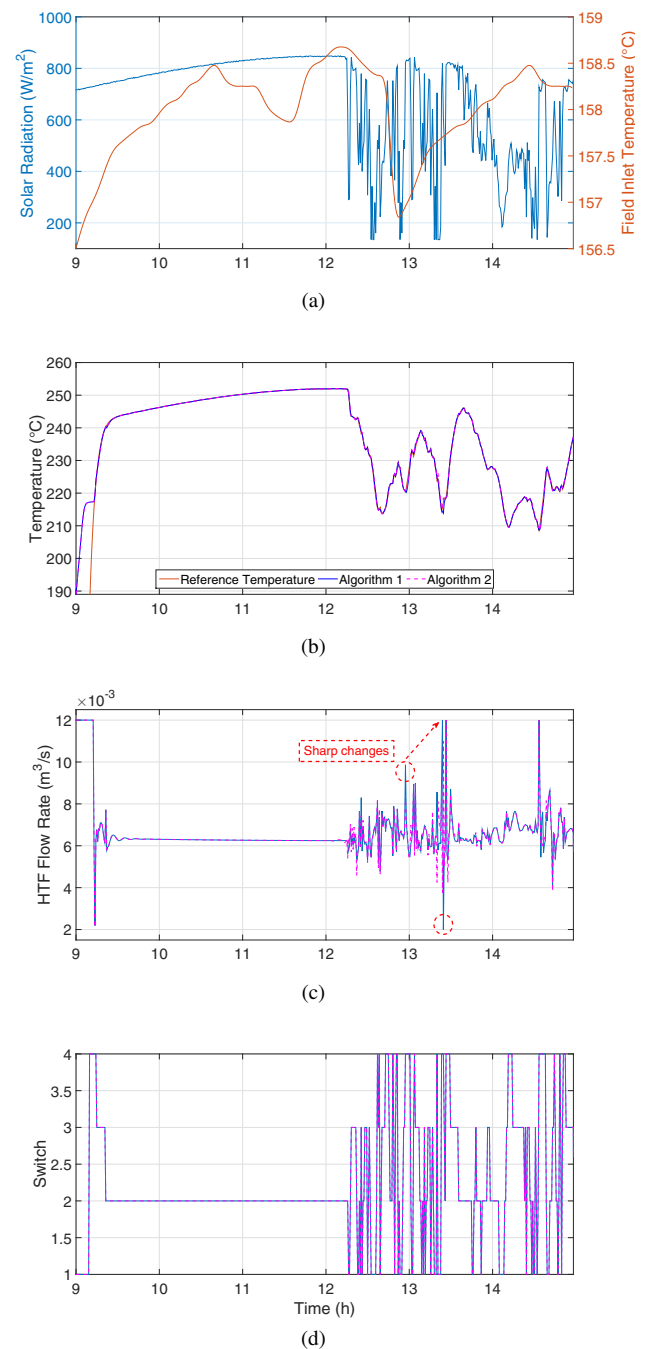 1000
800
600
400
200
Solar Radiation (W/m²)
159
158.5
158
157.5
157
156.5
Field Inlet Temperature (°C)
9 10 11 12 13 14
(a)
260
250
240
230
220
210
200
190
Temperature (°C)
Reference Temperature Algorithm 1 Algorithm 2
9 10 11 12 13 14
(b)
×10⁻³
12
10
8
6
4
2
HTF Flow Rate (m³/s)
Sharp changes
9 10 11 12 13 14
(c)
4
3.5
3
2.5
2
1.5
1
Switch
9 10 11 12 13 14
Time (h)
(d)